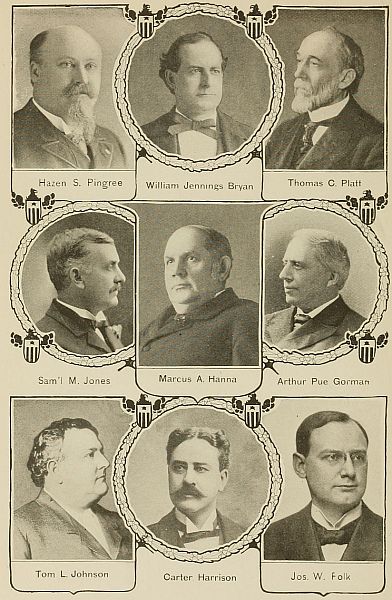 Hazen S. Pingree
William Jennings Bryan
Thomas C. Platt
Sam'l M. Jones
Marcus A. Hanna
Arthur Pue Gorman
Tom L. Johnson
Carter Harrison
Jos. W. Folk